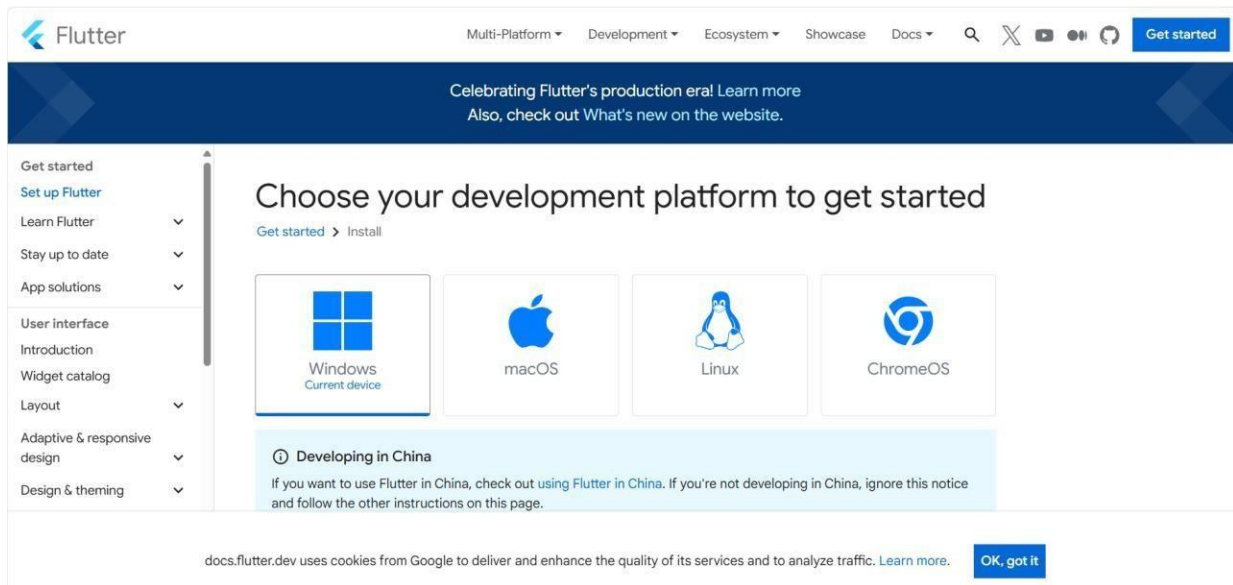 Flutter
Multi-Platform Development Ecosystem Showcase Docs Get started
Celebrating Flutter's production era! Learn more
Also, check out What's new on the website.
Get started
Set up Flutter
Learn Flutter
Stay up to date
App solutions
User interface
Introduction
Widget catalog
Layout
Adaptive & responsive
design
Design & theming
Choose your development platform to get started
Get started > Install
Windows
Current device
macOS
Linux
ChromeOS
Developing in China
If you want to use Flutter in China, check out using Flutter in China. If you're not developing in China, ignore this notice
and follow the other instructions on this page.
docs.flutter.dev uses cookies from Google to deliver and enhance the quality of its services and to analyze traffic. Learn more. OK, got it